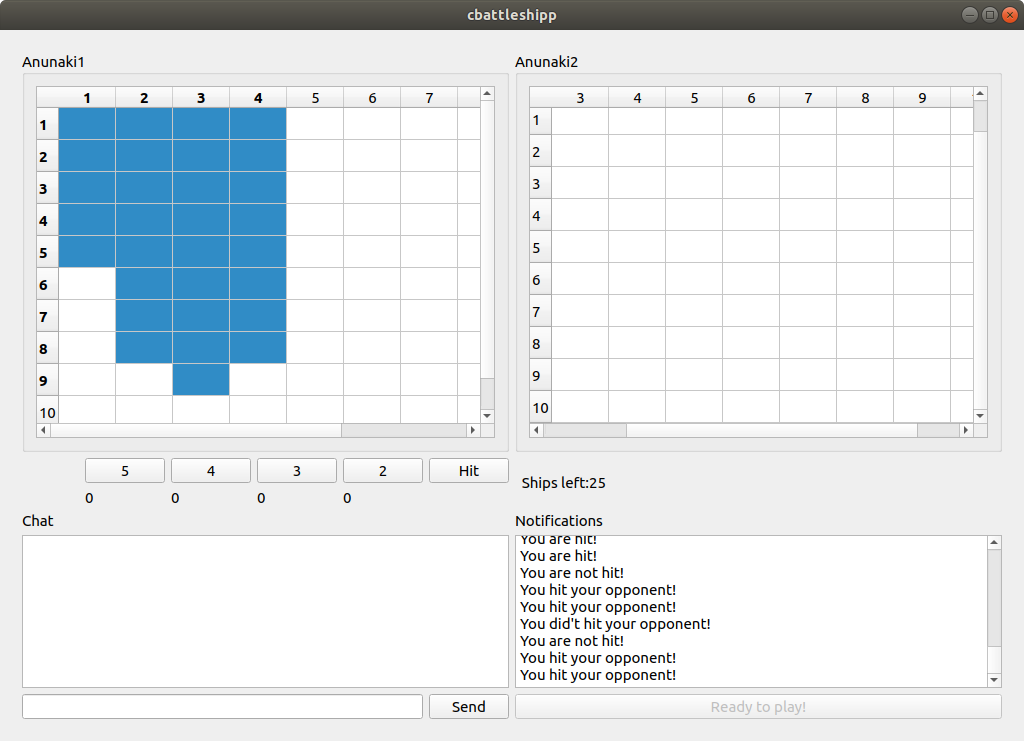 cbattleshipp
Anunaki1
1 2 3 4 5 6 7
1
2
3
4
5
6
7
8
9
10
5 4 3 2 Hit
0 0 0 0
Anunaki2
3 4 5 6 7 8 9
1
2
3
4
5
6
7
8
9
10
Ships left:25
Chat
Send
Notifications
You are hit!
You are hit!
You are not hit!
You hit your opponent!
You hit your opponent!
You did't hit your opponent!
You are not hit!
You hit your opponent!
You hit your opponent!
Ready to play!